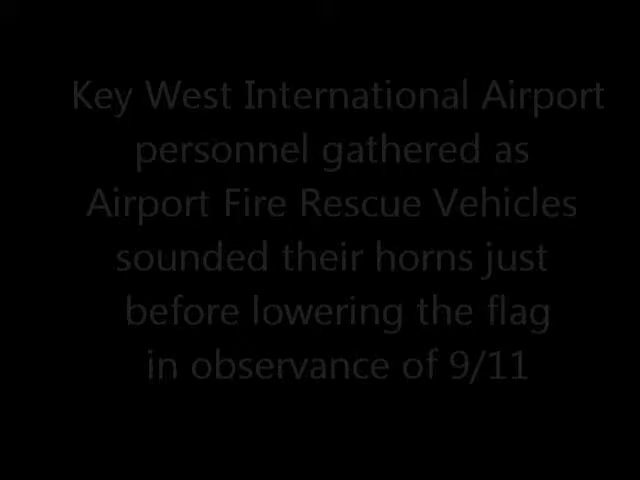 Key West International Airport
personnel gathered as
Airport Fire Rescue Vehicles
sounded their horns just
before lowering the flag
in observance of 9/11